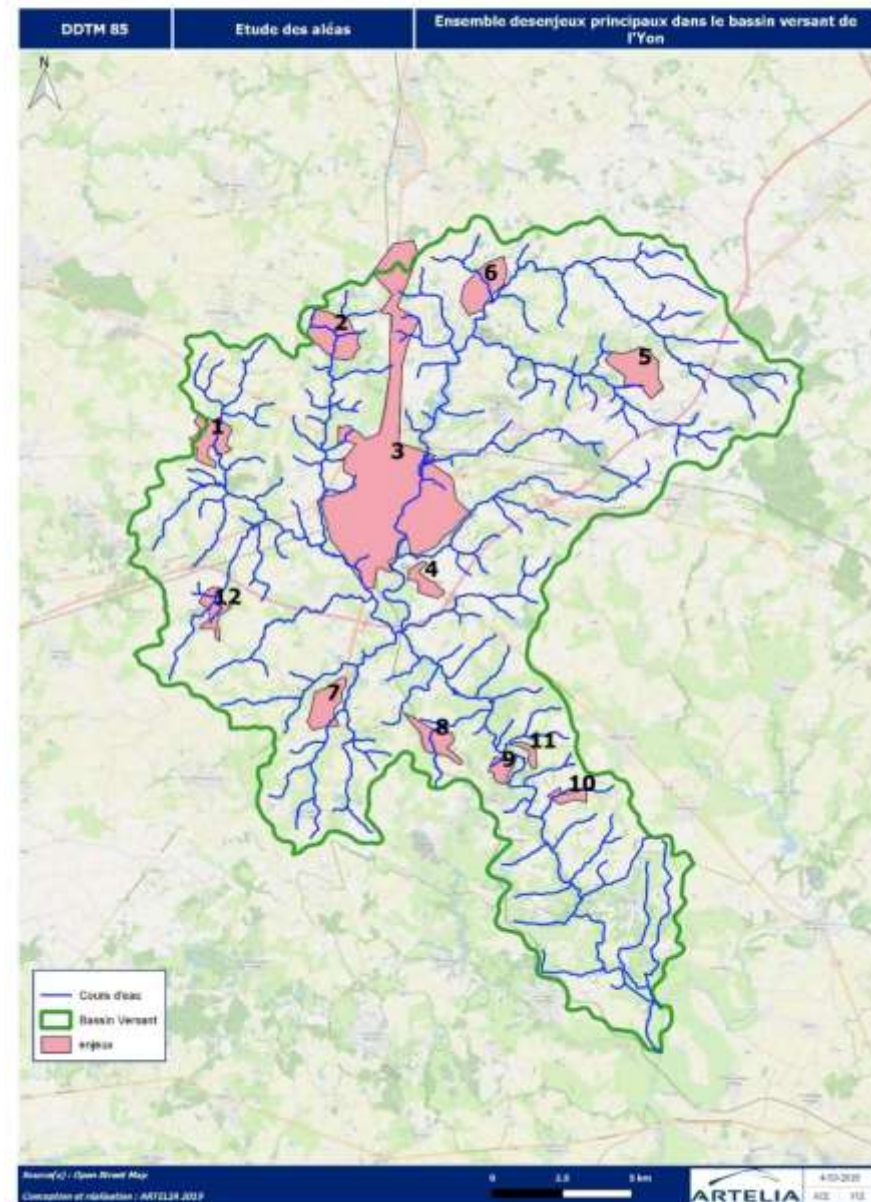 DDTM 85
Etude des aléas
Ensemble desenjeux principaux dans le bassin versant de
l'Yon
N
6
2
5
1
3
4
12
7
8
11
9
10
Cours d'eau
Bassin Versant
enjeux
Source(s) : Open Street Map
Conception et réalisation : ARTELIA 2019
0 2.5 5 km
ARTELIA